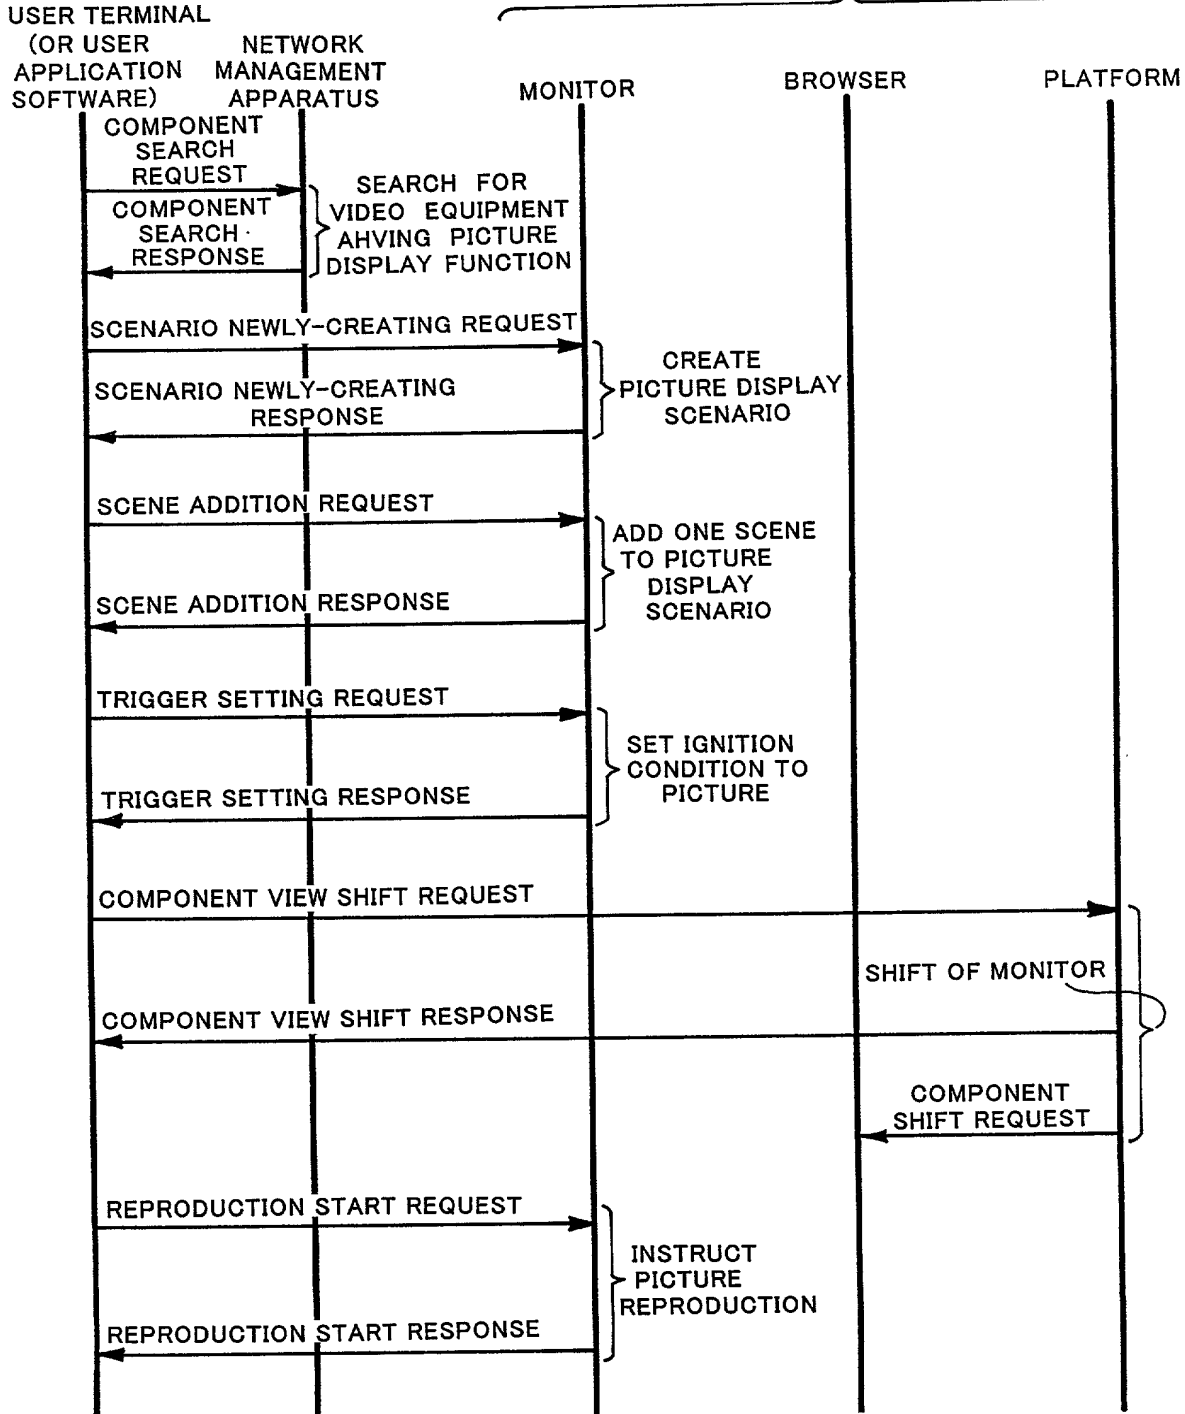 USER TERMINAL
(OR USER
APPLICATION
SOFTWARE)
NETWORK
MANAGEMENT
APPARATUS
MONITOR
BROWSER
PLATFORM
COMPONENT
SEARCH
REQUEST
COMPONENT
SEARCH
RESPONSE
SEARCH FOR
VIDEO EQUIPMENT
AHVING PICTURE
DISPLAY FUNCTION
SCENARIO NEWLY-CREATING REQUEST
SCENARIO NEWLY-CREATING
RESPONSE
CREATE
PICTURE DISPLAY
SCENARIO
SCENE ADDITION REQUEST
SCENE ADDITION RESPONSE
ADD ONE SCENE
TO PICTURE
DISPLAY
SCENARIO
TRIGGER SETTING REQUEST
TRIGGER SETTING RESPONSE
SET IGNITION
CONDITION TO
PICTURE
COMPONENT VIEW SHIFT REQUEST
SHIFT OF MONITOR
COMPONENT VIEW SHIFT RESPONSE
COMPONENT
SHIFT REQUEST
REPRODUCTION START REQUEST
INSTRUCT
PICTURE
REPRODUCTION
REPRODUCTION START RESPONSE